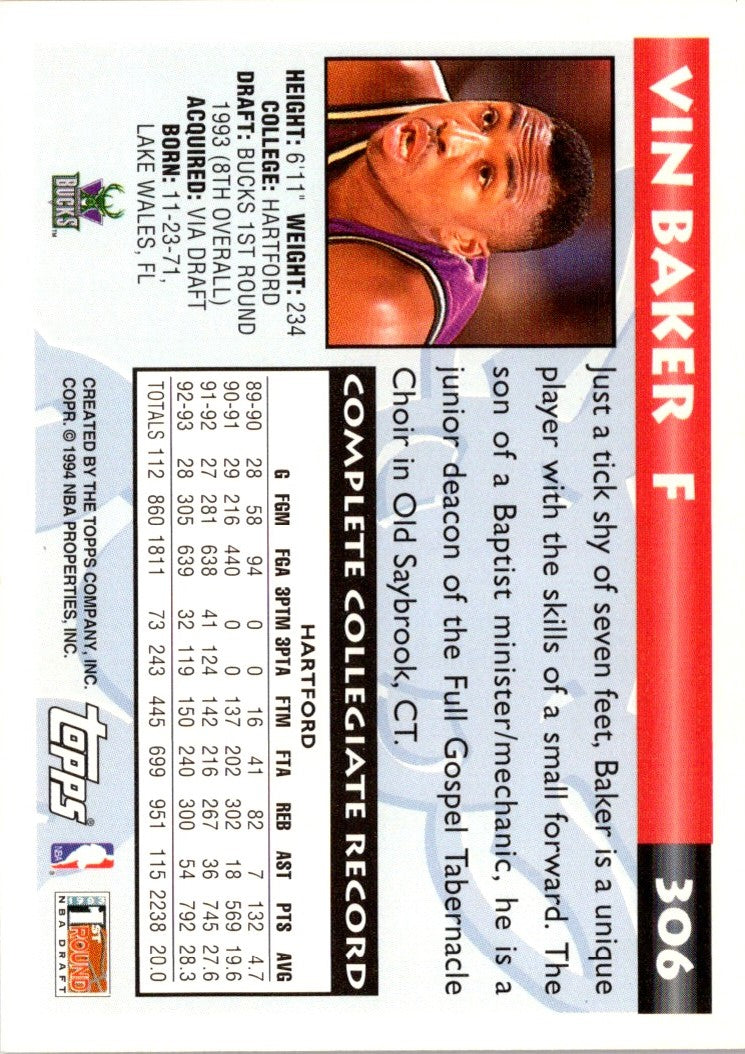 VIN BAKER F 306
Just a tick shy of seven feet, Baker is a unique
player with the skills of a small forward. The
son of a Baptist minister/mechanic, he is a
junior deacon of the Full Gospel Tabernacle
Choir in Old Saybrook, CT.
HEIGHT: 6'11" WEIGHT: 234
COLLEGE: HARTFORD
DRAFT: BUCKS 1ST ROUND
1993 (8TH OVERALL)
ACQUIRED: VIA DRAFT
BORN: 11-23-71,
LAKE WALES, FL
BUCKS TM
COMPLETE COLLEGIATE RECORD
HARTFORD
G FGM FGA 3PTM 3PTA FTM FTA REB AST PTS AVG
89-90 28 58 94 0 0 16 41 82 7 132 4.7
90-91 29 216 440 0 0 137 202 302 18 569 19.6
91-92 27 281 638 41 124 142 216 267 36 745 27.6
92-93 28 305 639 32 119 150 240 300 54 792 28.3
TOTALS 112 860 1811 73 243 445 699 951 115 2238 20.0
CREATED BY THE TOPPS COMPANY, INC.
COPR. © 1994 NBA PROPERTIES, INC.
topps ®
NBA ®
1ST
ROUND
NBA DRAFT